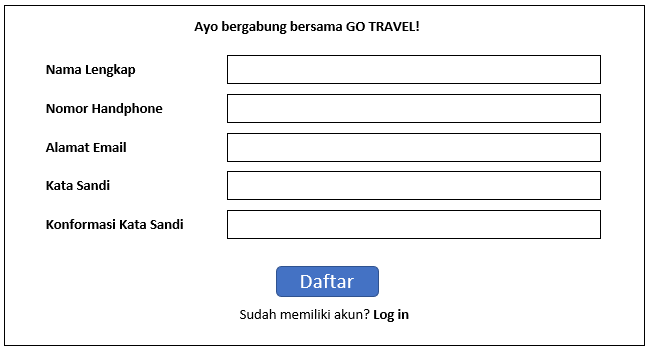 Ayo bergabung bersama GO TRAVEL!
Nama Lengkap
Nomor Handphone
Alamat Email
Kata Sandi
Konformasi Kata Sandi
Daftar
Sudah memiliki akun? Log in